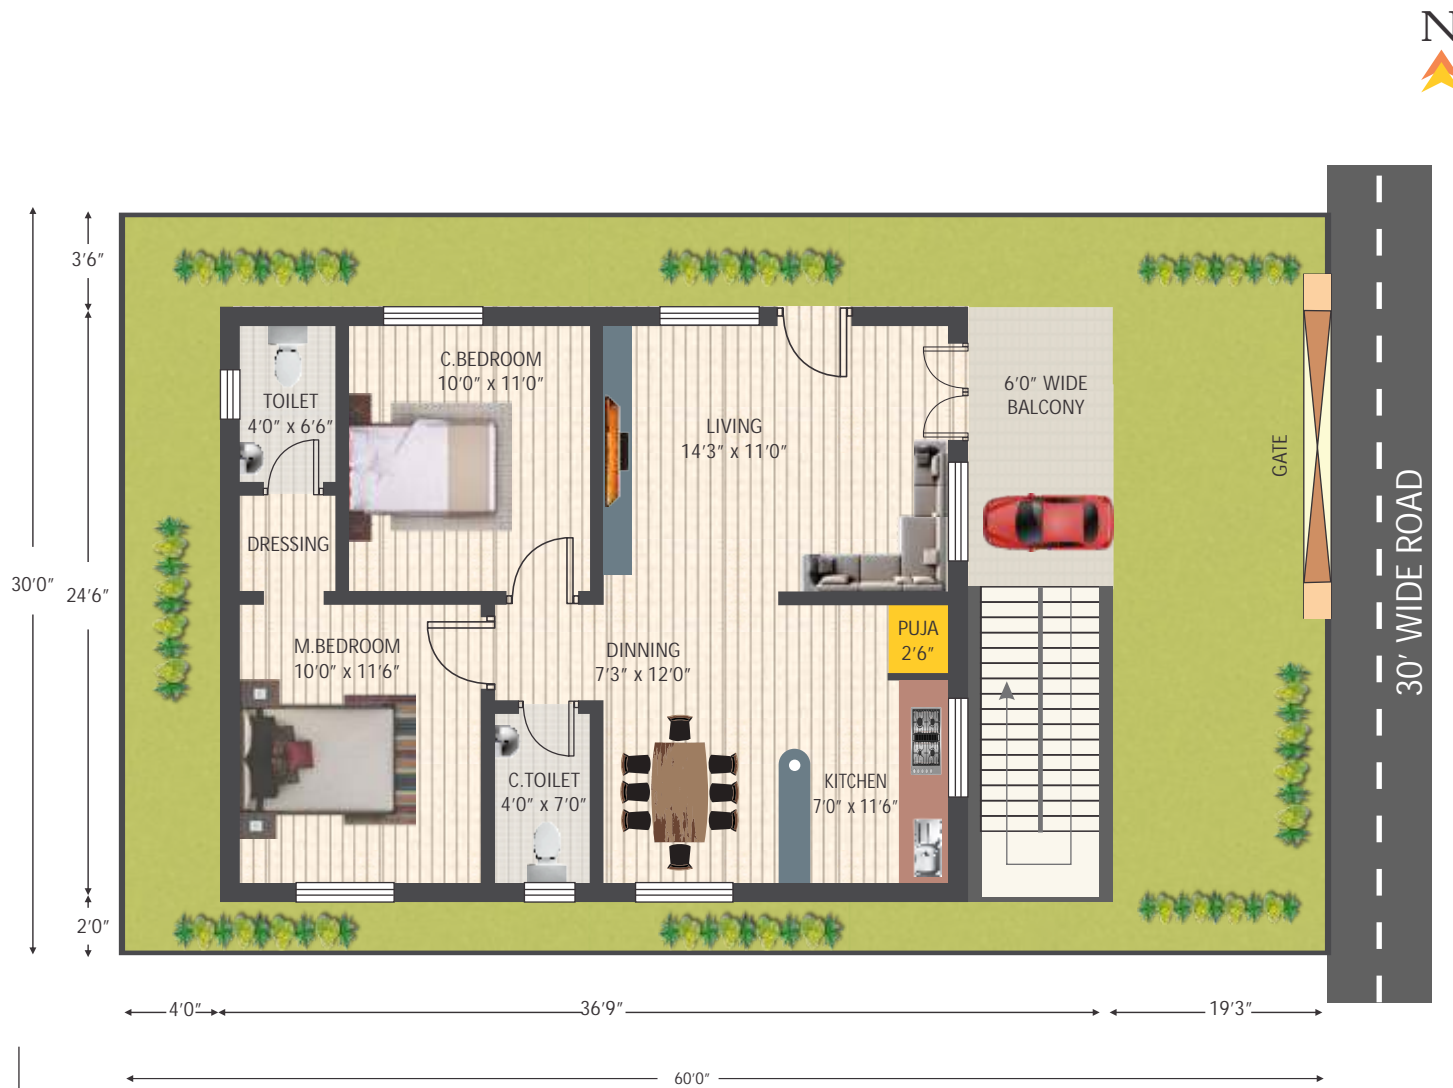 N
3'6"
C.BEDROOM
10'0" x 11'0"
TOILET
4'0" x 6'6"
LIVING
14'3" x 11'0"
6'0" WIDE
BALCONY
GATE
30' WIDE ROAD
DRESSING
30'0"
24'6"
M.BEDROOM
10'0" x 11'6"
DINNING
7'3" x 12'0"
PUJA
2'6"
C.TOILET
4'0" x 7'0"
KITCHEN
7'0" x 11'6"
2'0"
4'0"
36'9"
19'3"
60'0"